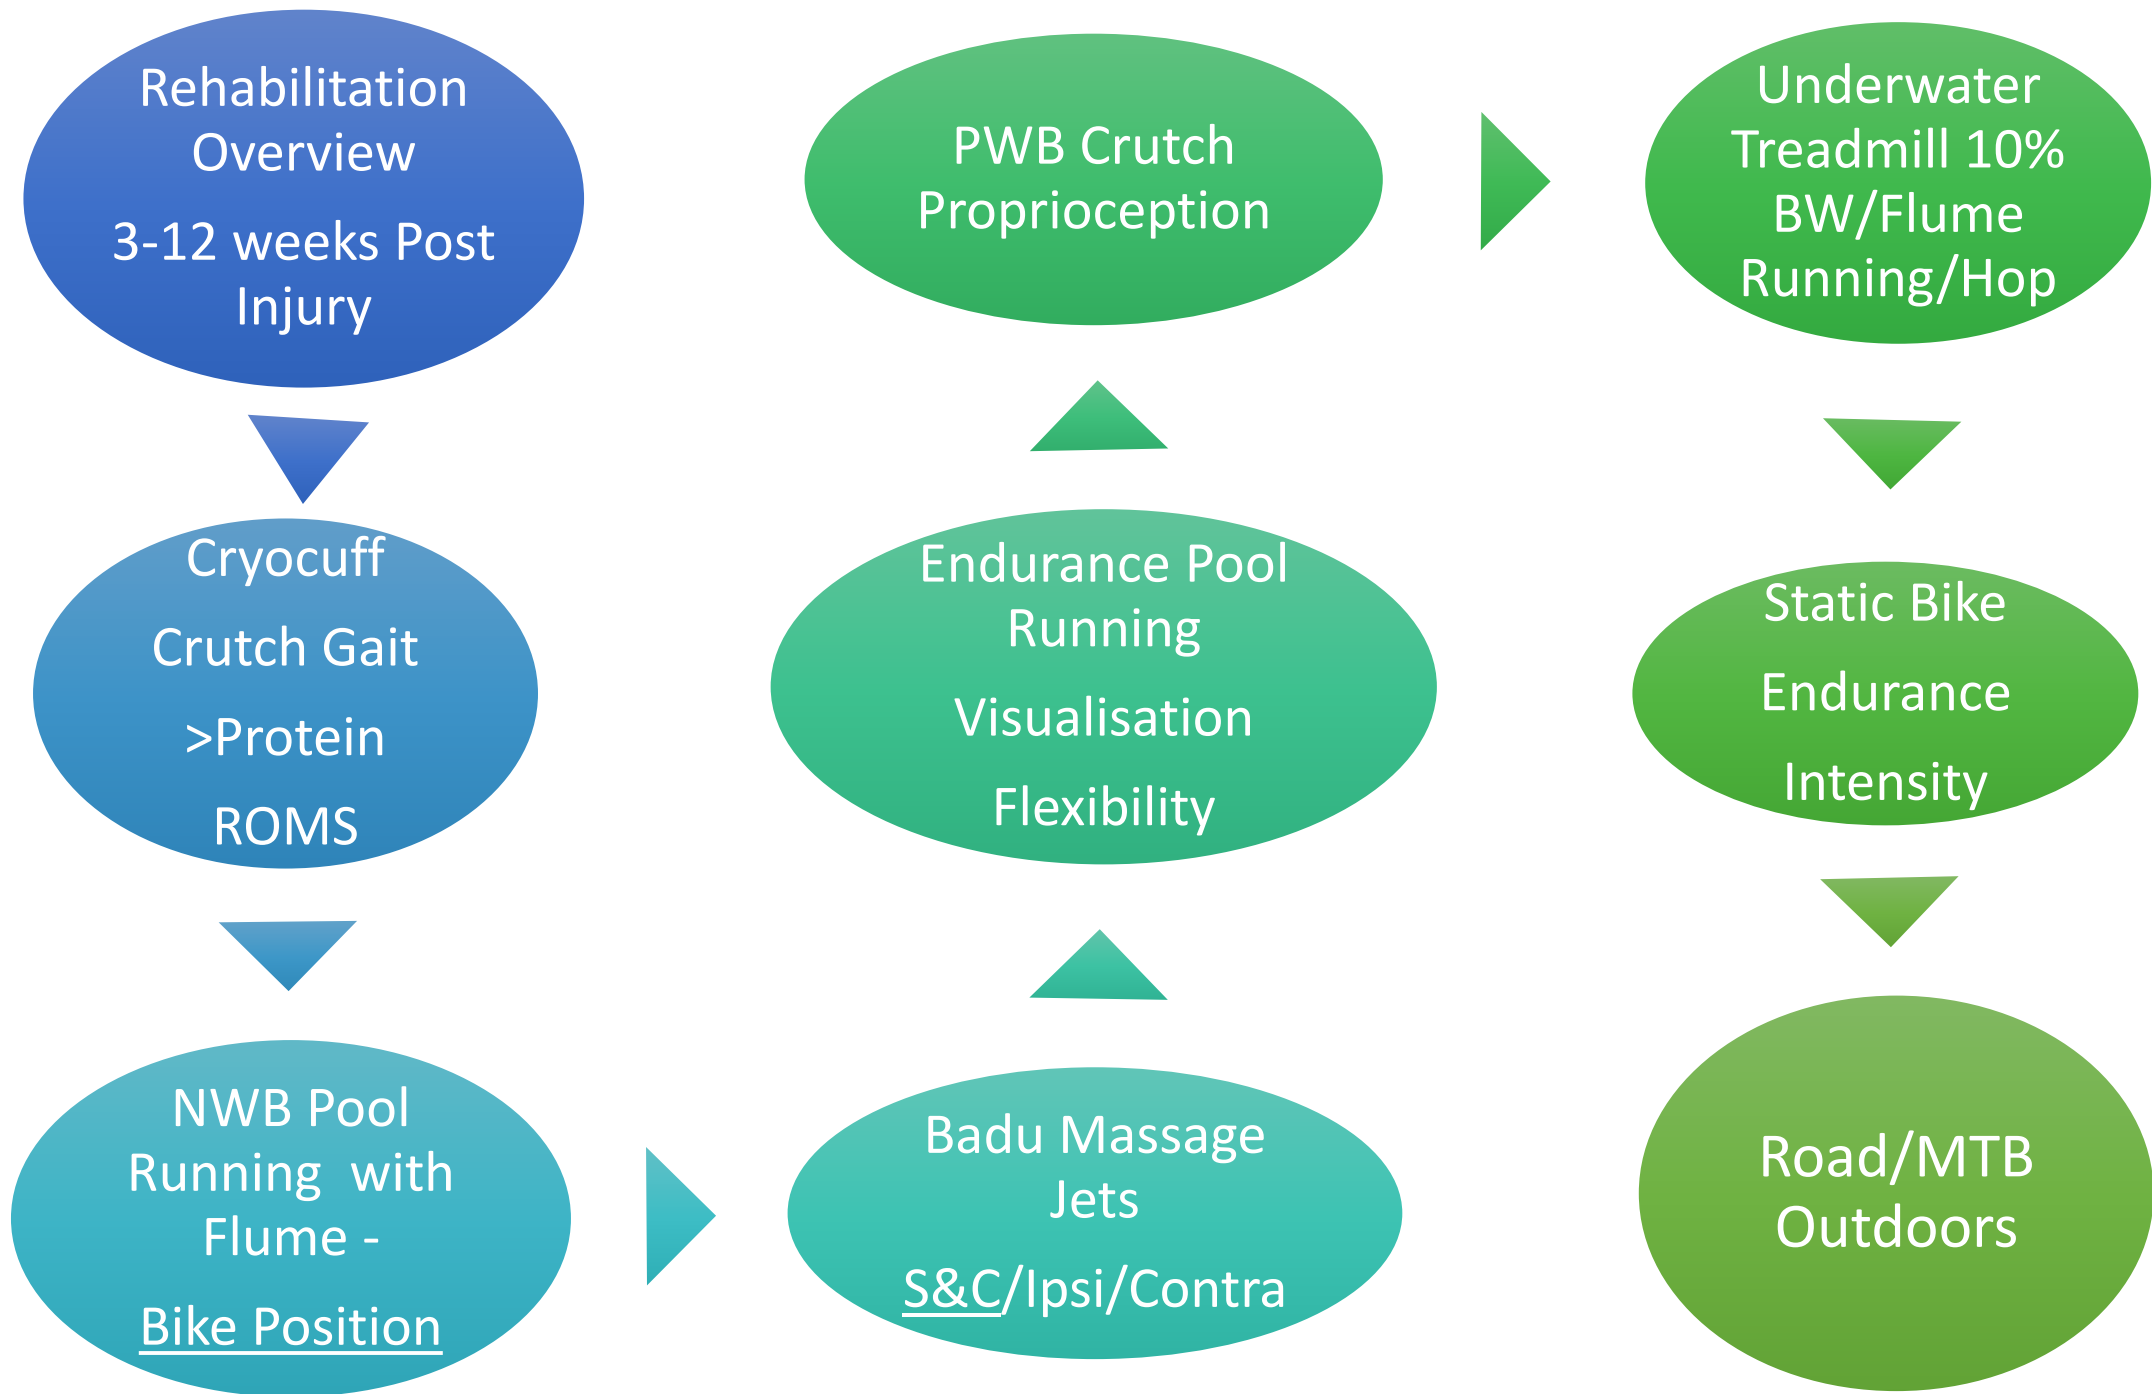 Rehabilitation
Overview
3-12 weeks Post
Injury
Cryocuff
Crutch Gait
>Protein
ROMS
NWB Pool
Running with
Flume -
Bike Position
Badu Massage
Jets
S&C/Ipsi/Contra
Endurance Pool
Running
Visualisation
Flexibility
PWB Crutch
Proprioception
Underwater
Treadmill 10%
BW/Flume
Running/Hop
Static Bike
Endurance
Intensity
Road/MTB
Outdoors